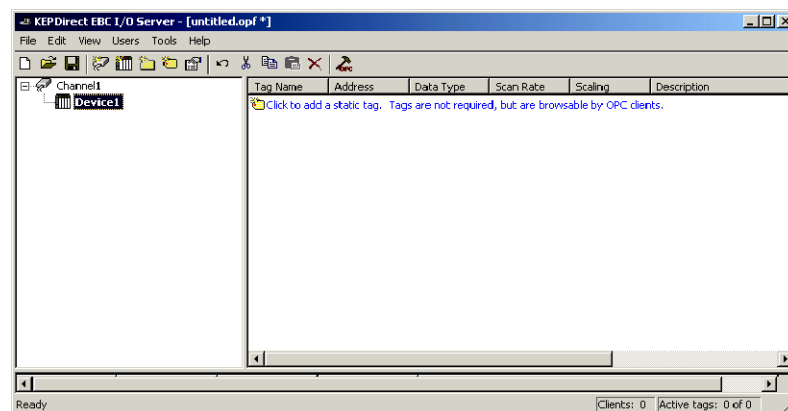 KEPDirect EBC I/O Server - [untitled.opf *]
File Edit View Users Tools Help
OPC
Channel1
Device1
Tag Name Address Data Type Scan Rate Scaling Description
Click to add a static tag. Tags are not required, but are browsable by OPC clients.
Ready Clients: 0 Active tags: 0 of 0